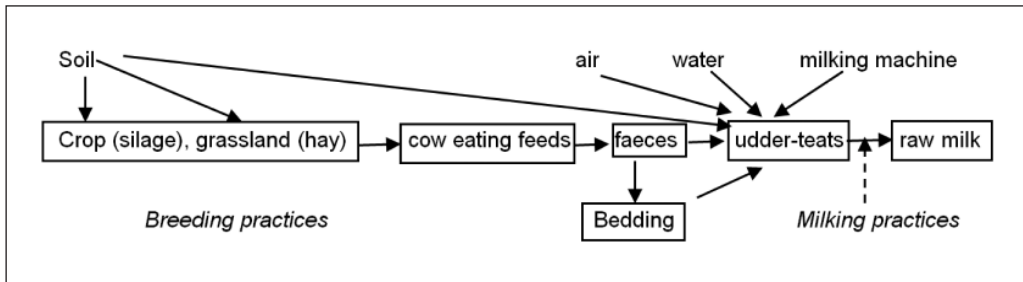 Soil
air
water
milking machine
Crop (silage), grassland (hay)
cow eating feeds
faeces
udder-teats
raw milk
Bedding
Breeding practices
Milking practices